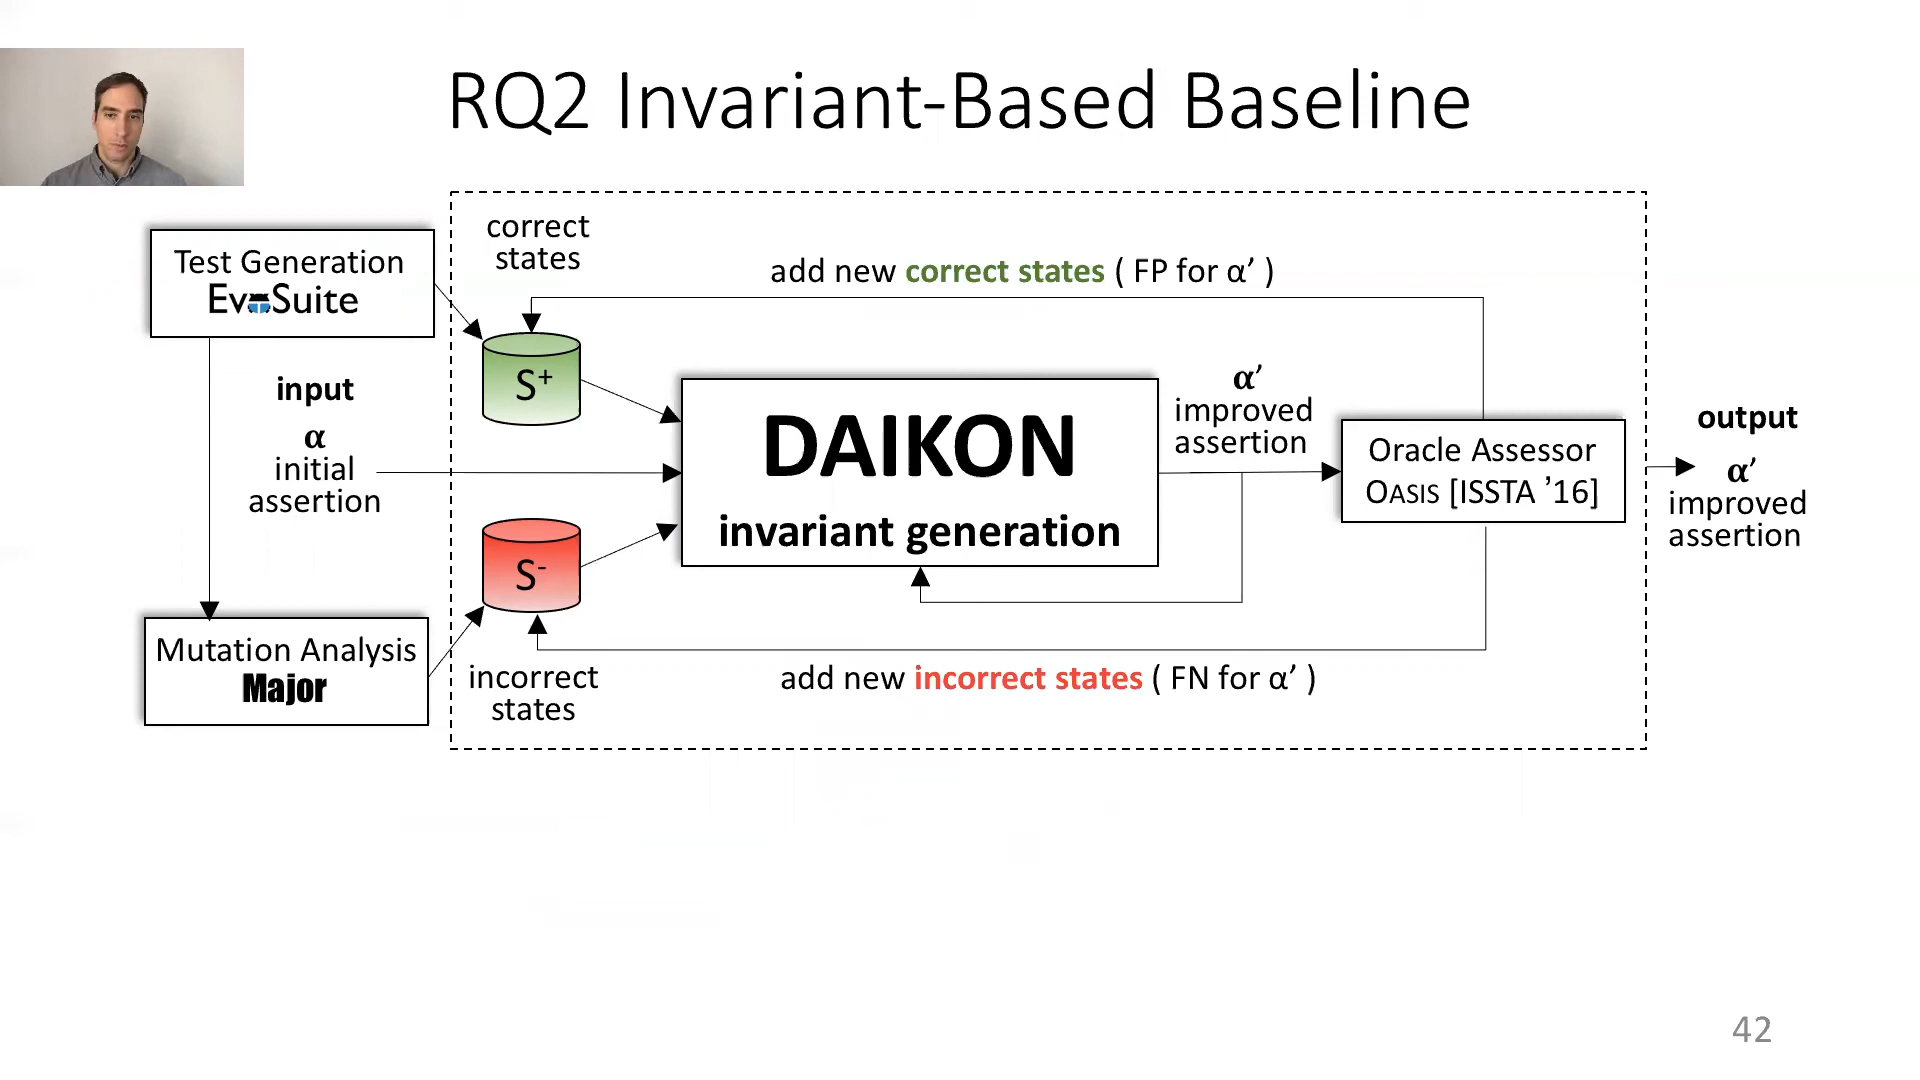 RQ2 Invariant-Based Baseline
Test Generation
EvoSuite
correct
states
add new correct states ( FP for α’ )
S+
input
α
initial
assertion
DAIKON
invariant generation
α’
improved
assertion
Oracle Assessor
OASIS [ISSTA ’16]
output
α’
improved
assertion
S-
Mutation Analysis
Major
incorrect
states
add new incorrect states ( FN for α’ )
42